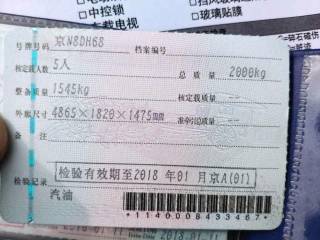 中控锁
玻璃贴膜
号牌号码 京N8DH68 档案编号
核定载人数 5人 总质量 2000kg
整备质量 1545kg 核定载质量 --
外廓尺寸 4865×1820×1475mm 准牵引总质量 --
检验记录 检验有效期至2018年01月京A(01)
汽油
*1140008433467*